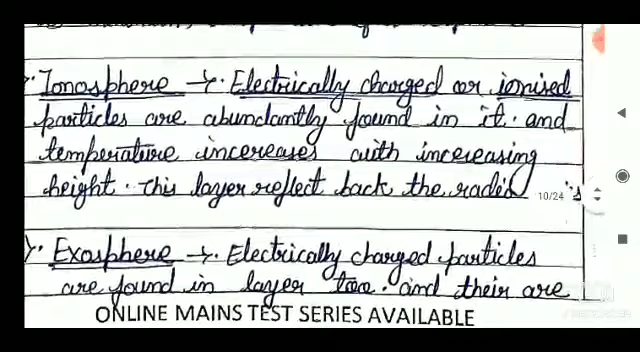 Ionosphere → Electrically charged or ionised
particles are abundantly found in it. and
temperature increases with increasing
height. This layer reflect back the radio
10/24
Exosphere → Electrically charged particles
are found in layer too. and their are
ONLINE MAINS TEST SERIES AVAILABLE